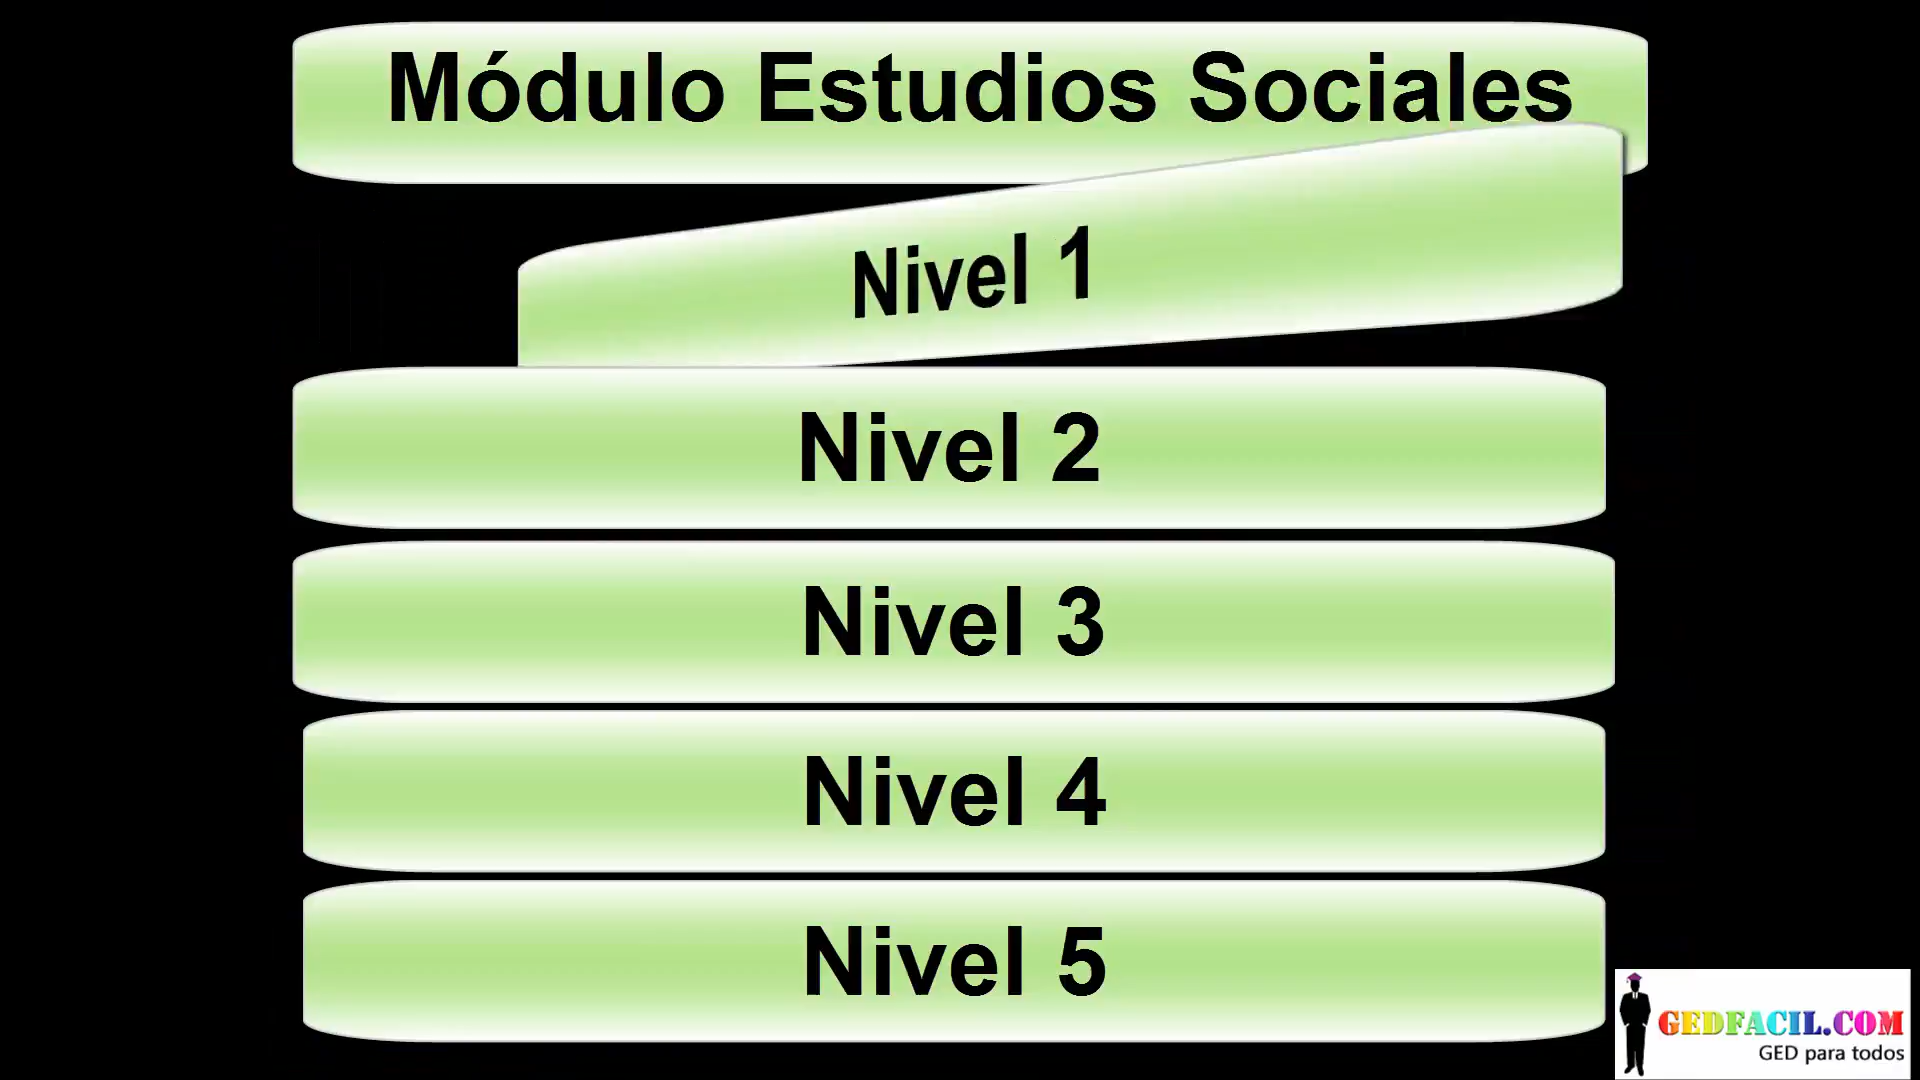 Módulo Estudios Sociales
Nivel 1
Nivel 2
Nivel 3
Nivel 4
Nivel 5
GEDFACIL.COM
GED para todos